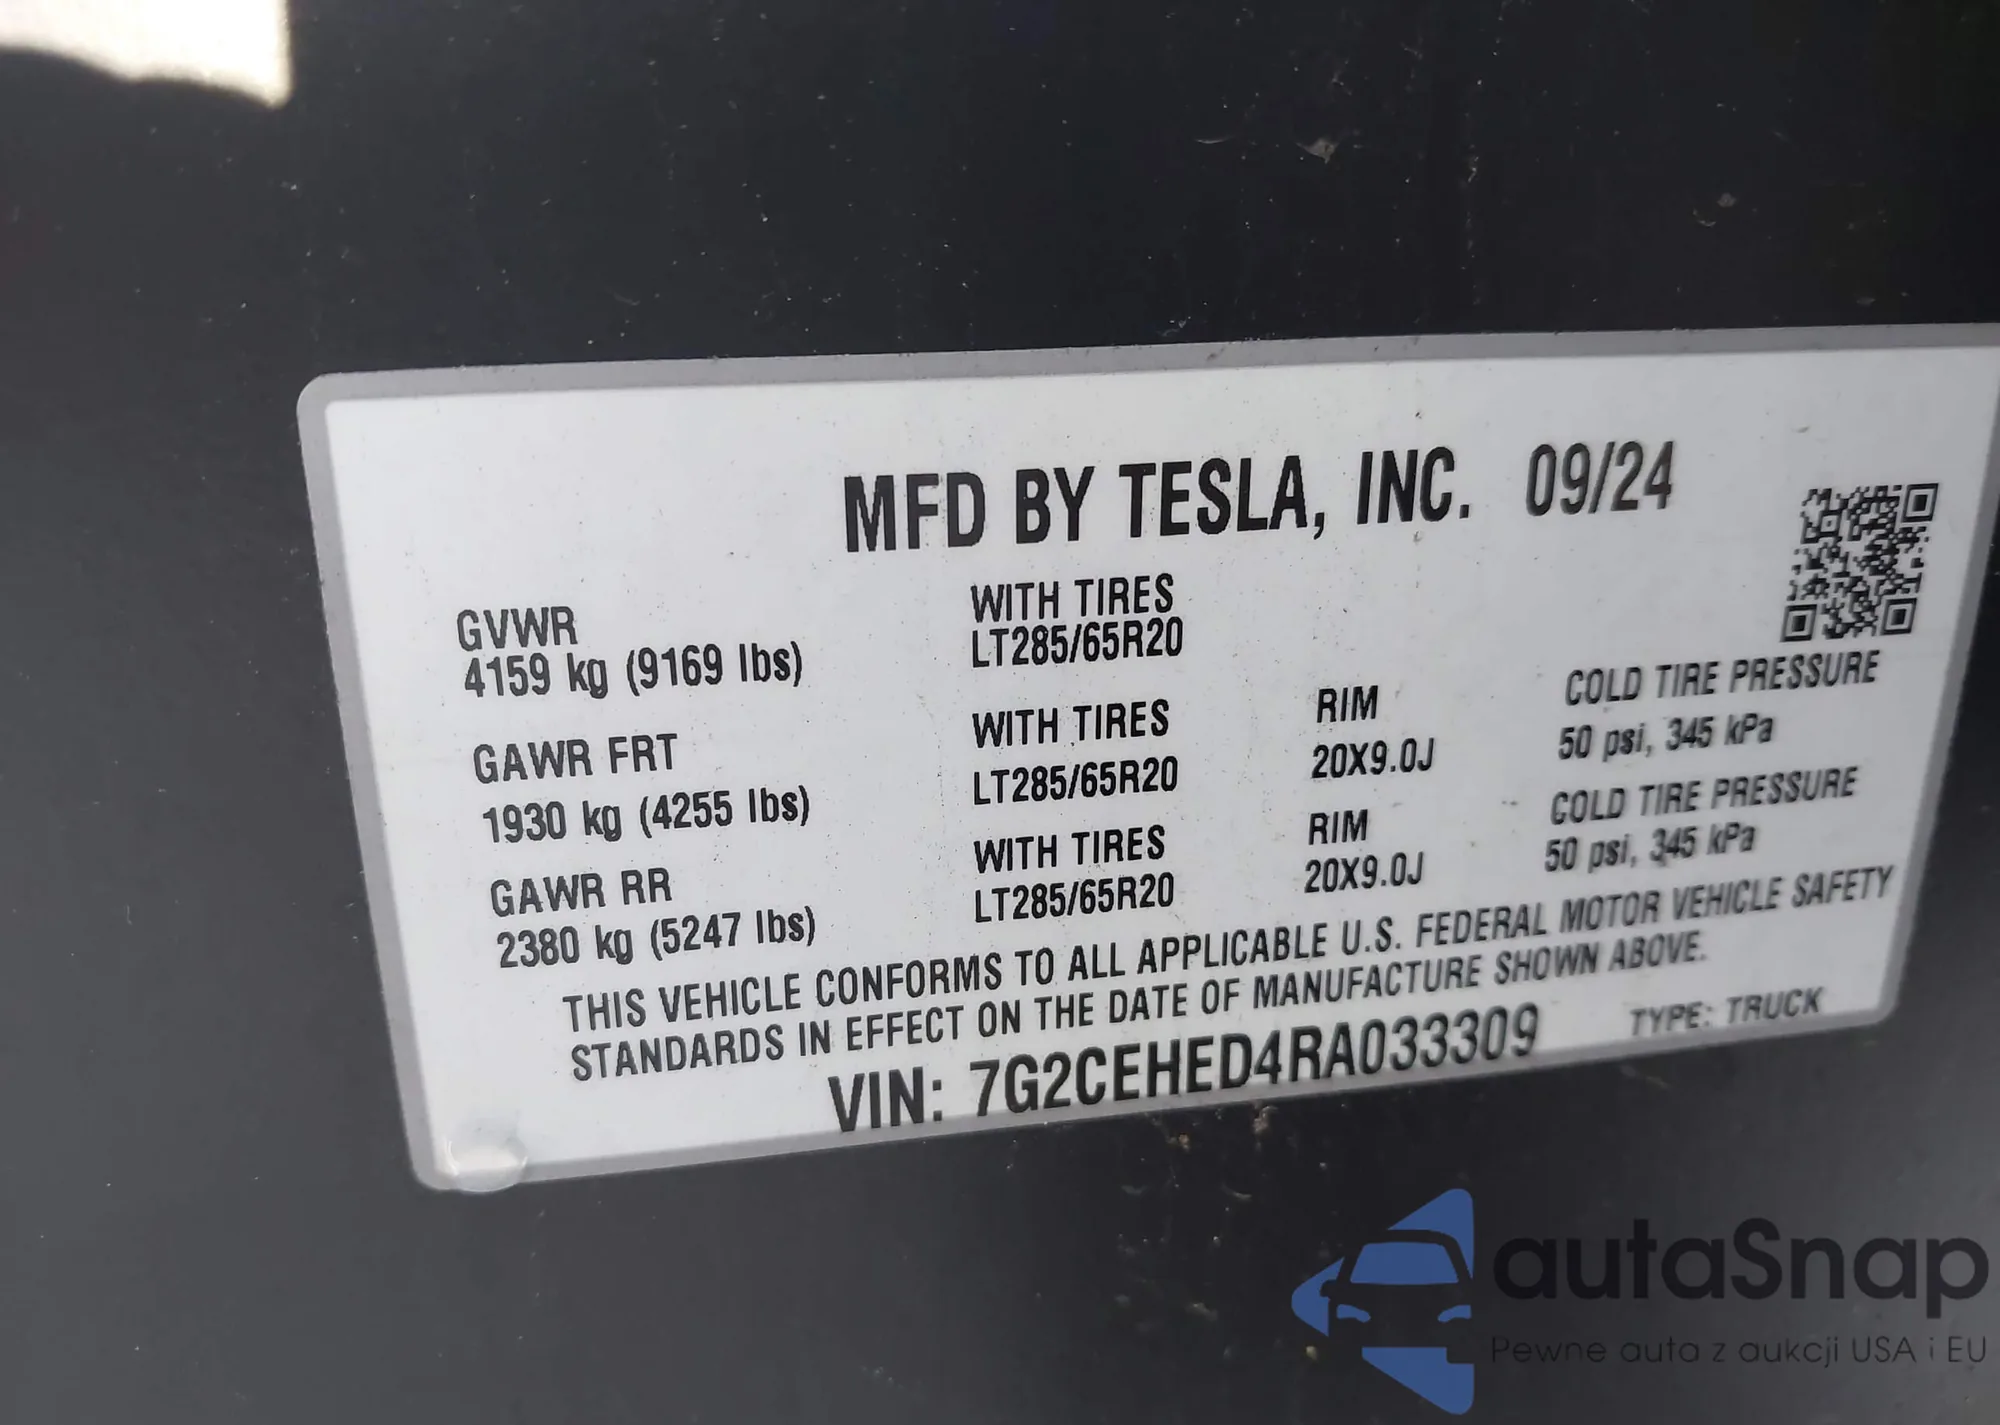 MFD BY TESLA, INC. 09/24
GVWR
4159 kg (9169 lbs)
WITH TIRES
LT285/65R20
GAWR FRT
1930 kg (4255 lbs)
WITH TIRES
LT285/65R20
RIM
20X9.0J
COLD TIRE PRESSURE
50 psi, 345 kPa
GAWR RR
2380 kg (5247 lbs)
WITH TIRES
LT285/65R20
RIM
20X9.0J
COLD TIRE PRESSURE
50 psi, 345 kPa
THIS VEHICLE CONFORMS TO ALL APPLICABLE U.S. FEDERAL MOTOR VEHICLE SAFETY
STANDARDS IN EFFECT ON THE DATE OF MANUFACTURE SHOWN ABOVE.
VIN: 7G2CEHED4RA033309
TYPE: TRUCK
autaSnap
Pewne auta z aukcji USA i EU